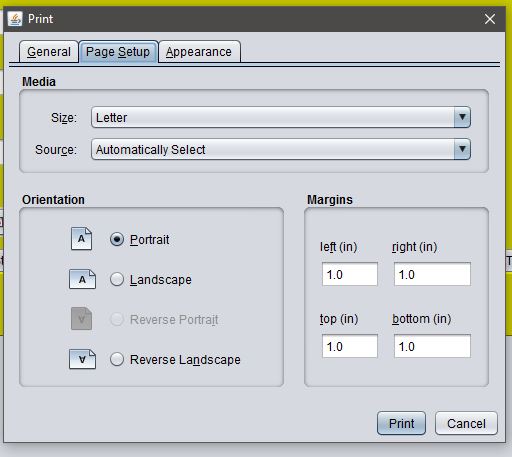 Print
General Page Setup Appearance
Media
Size: Letter
Source: Automatically Select
Orientation Margins
A Portrait
left (in) right (in)
A Landscape
1.0 1.0
A Reverse Portrait
top (in) bottom (in)
A Reverse Landscape
1.0 1.0
Print Cancel